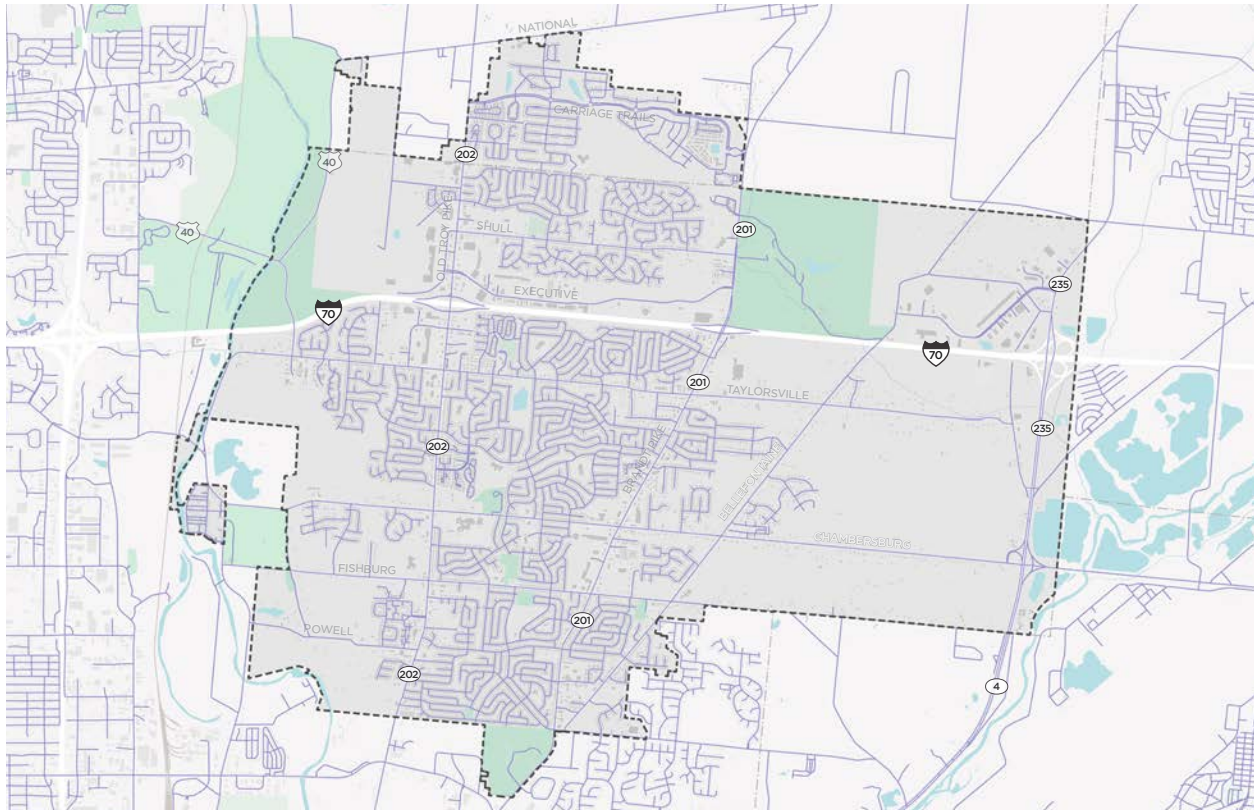 NATIONAL
CARRIAGE TRAILS
202
40
40
OLD TROY PIKE
SHULL
201
EXECUTIVE
235
70
70
201
TAYLORSVILLE
235
202
BRANDT PIKE
BELLEFONTAINE
CHAMBERSBURG
FISHBURG
201
POWELL
202
4